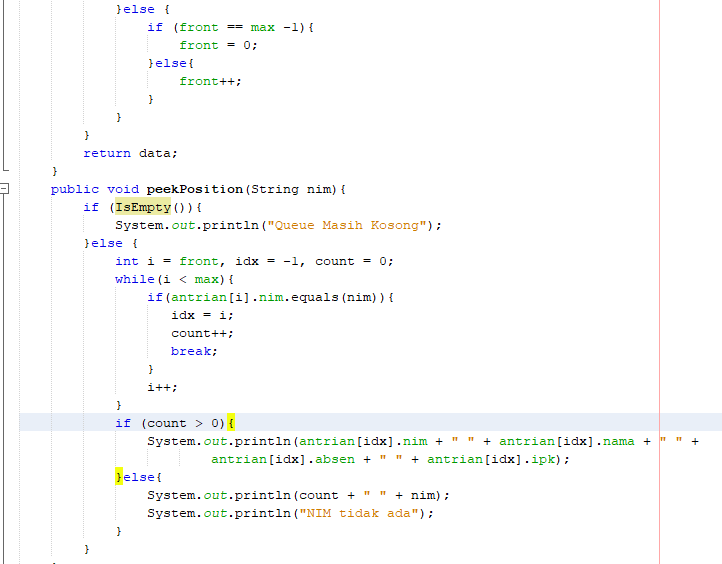 }else {
if (front == max -1){
front = 0;
}else{
front++;
}
}
}
return data;
}
public void peekPosition(String nim){
if (IsEmpty()){
System.out.println("Queue Masih Kosong");
}else {
int i = front, idx = -1, count = 0;
while(i < max){
if(antrian[i].nim.equals(nim)){
idx = i;
count++;
break;
}
i++;
}
if (count > 0){
System.out.println(antrian[idx].nim + " " + antrian[idx].nama + " " +
antrian[idx].absen + " " + antrian[idx].ipk);
}else{
System.out.println(count + " " + nim);
System.out.println("NIM tidak ada");
}
}